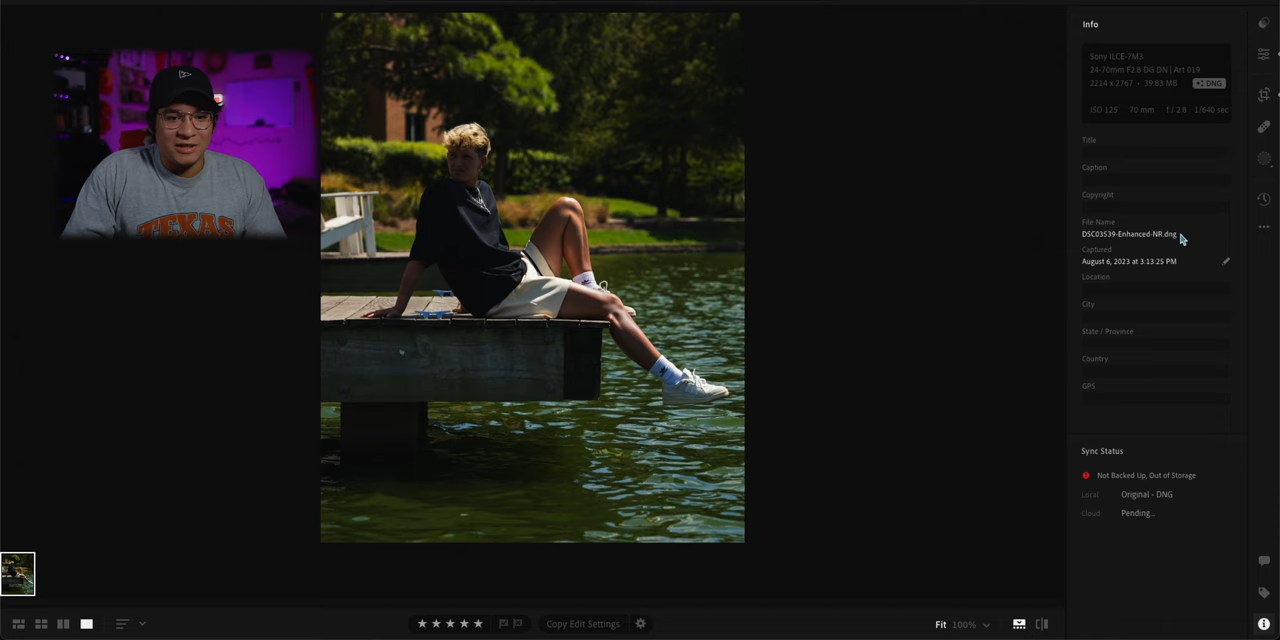 Info
Sony ILCE-7M3
24-70mm F2.8 DG DN | Art 019
2214 x 2767 • 39.83 MB
DNG
ISO 125 70 mm f / 2.8 1/640 sec
Title
Caption
Copyright
File Name
DSC03539-Enhanced-NR.dng
Captured
August 6, 2023 at 3:13:25 PM
Location
City
State / Province
Country
GPS
Sync Status
Not Backed Up, Out of Storage
Local Original - DNG
Cloud Pending...
TEXAS
Copy Edit Settings
Fit 100%